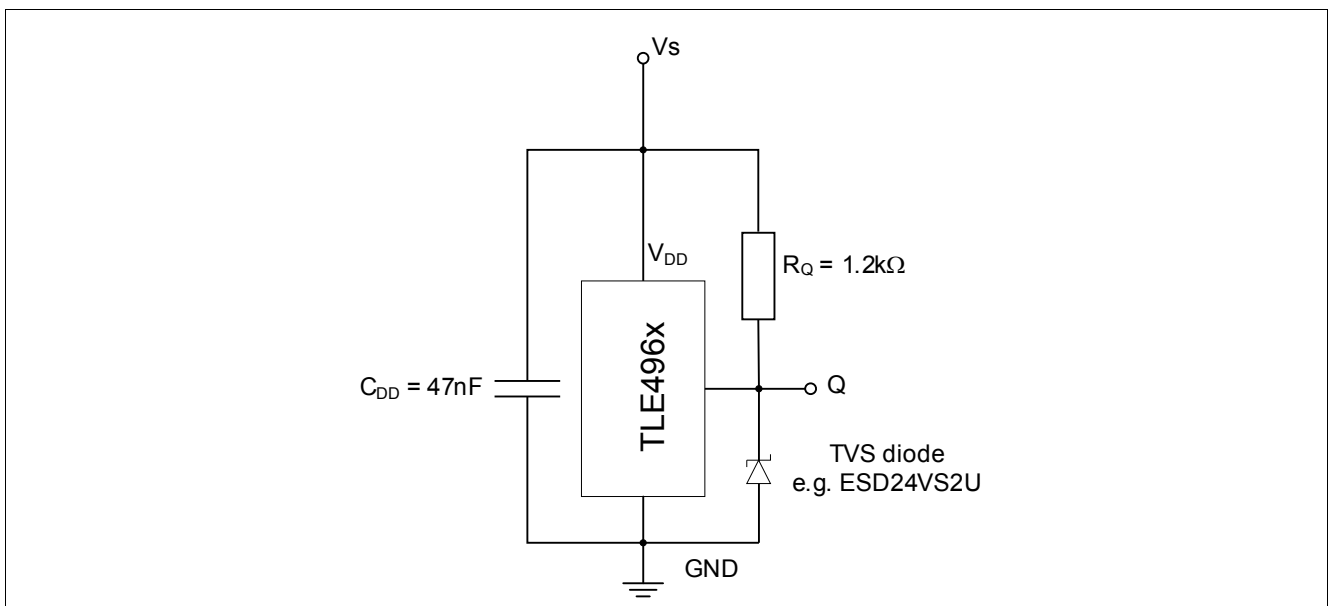 Vs
VDD
RQ = 1.2kΩ
TLE496x
CDD = 47nF
Q
TVS diode
e.g. ESD24VS2U
GND